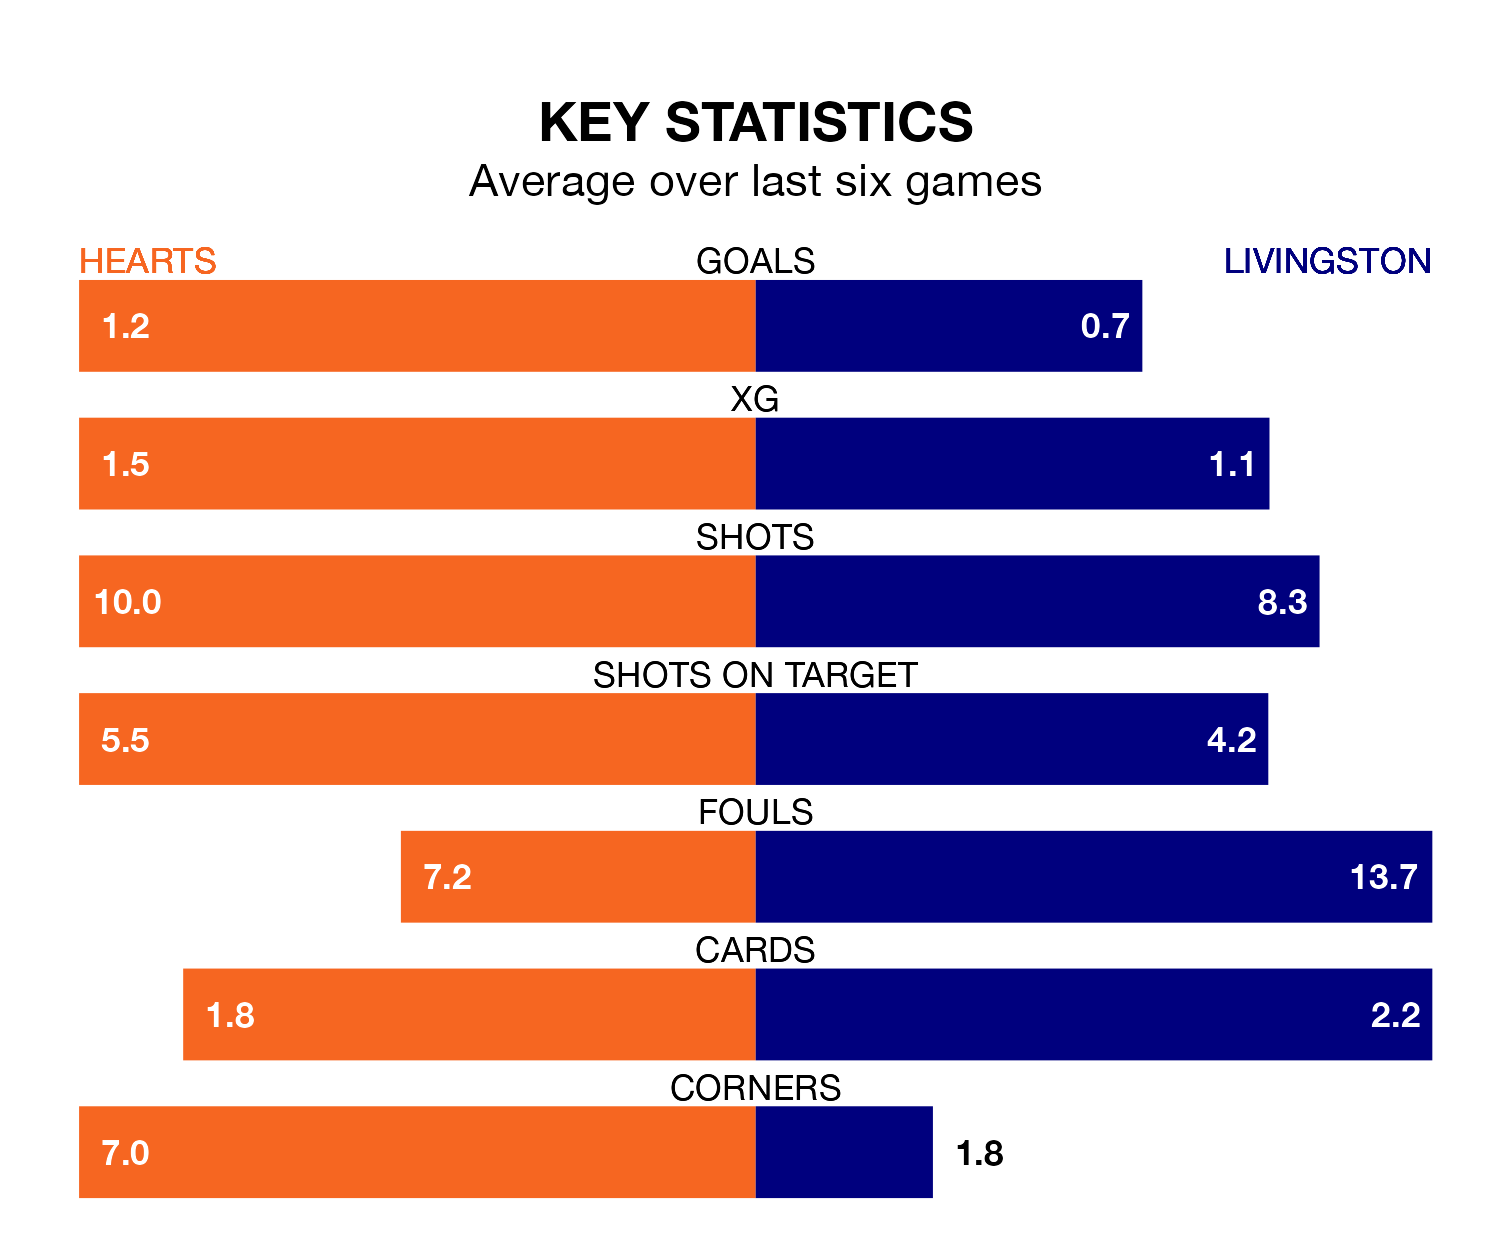 KEY STATISTICS
Average over last six games
HEARTS GOALS LIVINGSTON
1.2 0.7
XG
1.5 1.1
SHOTS
10.0 8.3
SHOTS ON TARGET
5.5 4.2
FOULS
7.2 13.7
CARDS
1.8 2.2
CORNERS
7.0 1.8